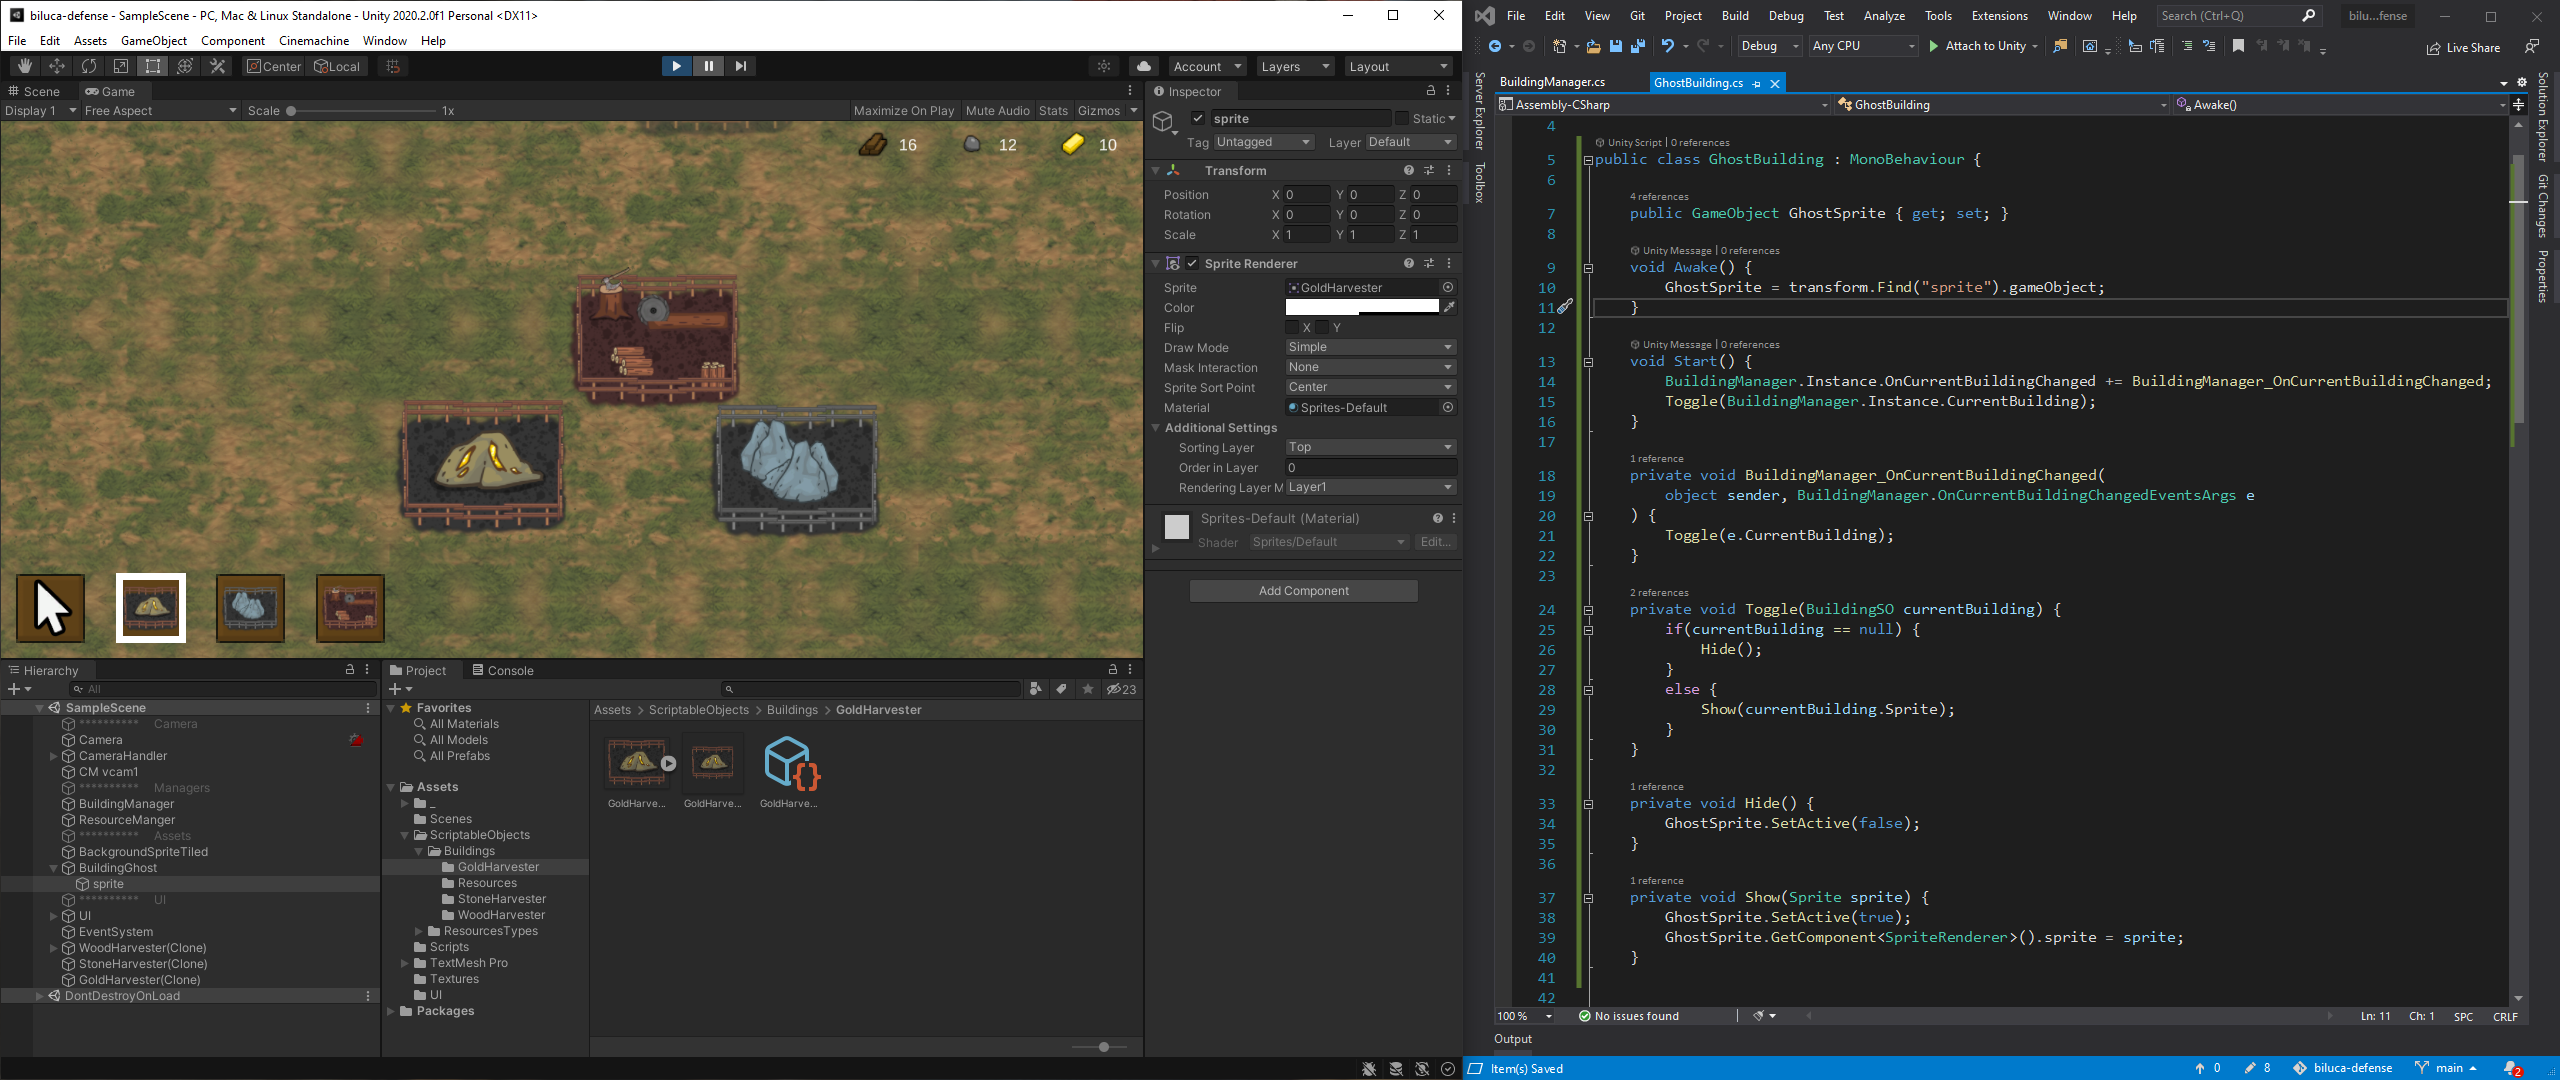 biluca-defense - SampleScene - PC, Mac & Linux Standalone - Unity 2020.2.0f1 Personal <DX11>
File Edit Assets GameObject Component Cinemachine Window Help
Center Local
Account Layers Layout
Scene Game
Display 1 Free Aspect Scale 1x Maximize On Play Mute Audio Stats Gizmos
16 12 10
Hierarchy
All
SampleScene
********** Camera
Camera
CameraHandler
CM vcam1
********** Managers
BuildingManager
ResourceManger
********** Assets
BackgroundSpriteTiled
BuildingGhost
sprite
********** UI
UI
EventSystem
WoodHarvester(Clone)
StoneHarvester(Clone)
GoldHarvester(Clone)
DontDestroyOnLoad
Project Console
23
Favorites
All Materials
All Models
All Prefabs
Assets
_
Scenes
ScriptableObjects
Buildings
GoldHarvester
Resources
StoneHarvester
WoodHarvester
ResourcesTypes
Scripts
TextMesh Pro
Textures
UI
Packages
Assets > ScriptableObjects > Buildings > GoldHarvester
GoldHarve... GoldHarve... GoldHarve...
Inspector
sprite Static
Tag Untagged Layer Default
Transform
Position X 0 Y 0 Z 0
Rotation X 0 Y 0 Z 0
Scale X 1 Y 1 Z 1
Sprite Renderer
Sprite GoldHarvester
Color
Flip X Y
Draw Mode Simple
Mask Interaction None
Sprite Sort Point Center
Material Sprites-Default
Additional Settings
Sorting Layer Top
Order in Layer 0
Rendering Layer M Layer1
Sprites-Default (Material)
Shader Sprites/Default Edit...
Add Component
File Edit View Git Project Build Debug Test Analyze Tools Extensions Window Help Search (Ctrl+Q) bilu...fense
Debug Any CPU Attach to Unity Live Share
Server Explorer
Toolbox
BuildingManager.cs GhostBuilding.cs
Assembly-CSharp GhostBuilding Awake()
4
Unity Script | 0 references
5 public class GhostBuilding : MonoBehaviour {
6
4 references
7 public GameObject GhostSprite { get; set; }
8
Unity Message | 0 references
9 void Awake() {
10 GhostSprite = transform.Find("sprite").gameObject;
11 }
12
Unity Message | 0 references
13 void Start() {
14 BuildingManager.Instance.OnCurrentBuildingChanged += BuildingManager_OnCurrentBuildingChanged;
15 Toggle(BuildingManager.Instance.CurrentBuilding);
16 }
17
1 reference
18 private void BuildingManager_OnCurrentBuildingChanged(
19 object sender, BuildingManager.OnCurrentBuildingChangedEventsArgs e
20 ) {
21 Toggle(e.CurrentBuilding);
22 }
23
2 references
24 private void Toggle(BuildingSO currentBuilding) {
25 if(currentBuilding == null) {
26 Hide();
27 }
28 else {
29 Show(currentBuilding.Sprite);
30 }
31 }
32
1 reference
33 private void Hide() {
34 GhostSprite.SetActive(false);
35 }
36
1 reference
37 private void Show(Sprite sprite) {
38 GhostSprite.SetActive(true);
39 GhostSprite.GetComponent<SpriteRenderer>().sprite = sprite;
40 }
41
42
100 % No issues found Ln: 11 Ch: 1 SPC CRLF
Output
Item(s) Saved 0 8 biluca-defense main 2
Solution Explorer
Git Changes
Properties